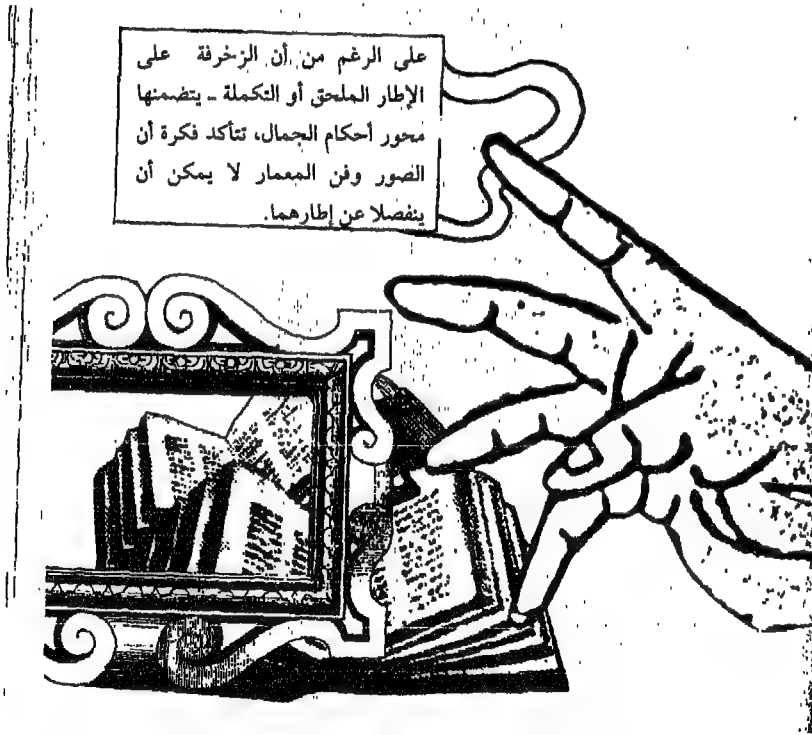 على الرغم من أن الزخرفة على
الإطار الملحق أو التكملة - يتضمنها
محور أحكام الجمال، تتأكد فكرة أن
الصور وفن المعمار لا يمكن أن
ينفصلا عن إطارهما.